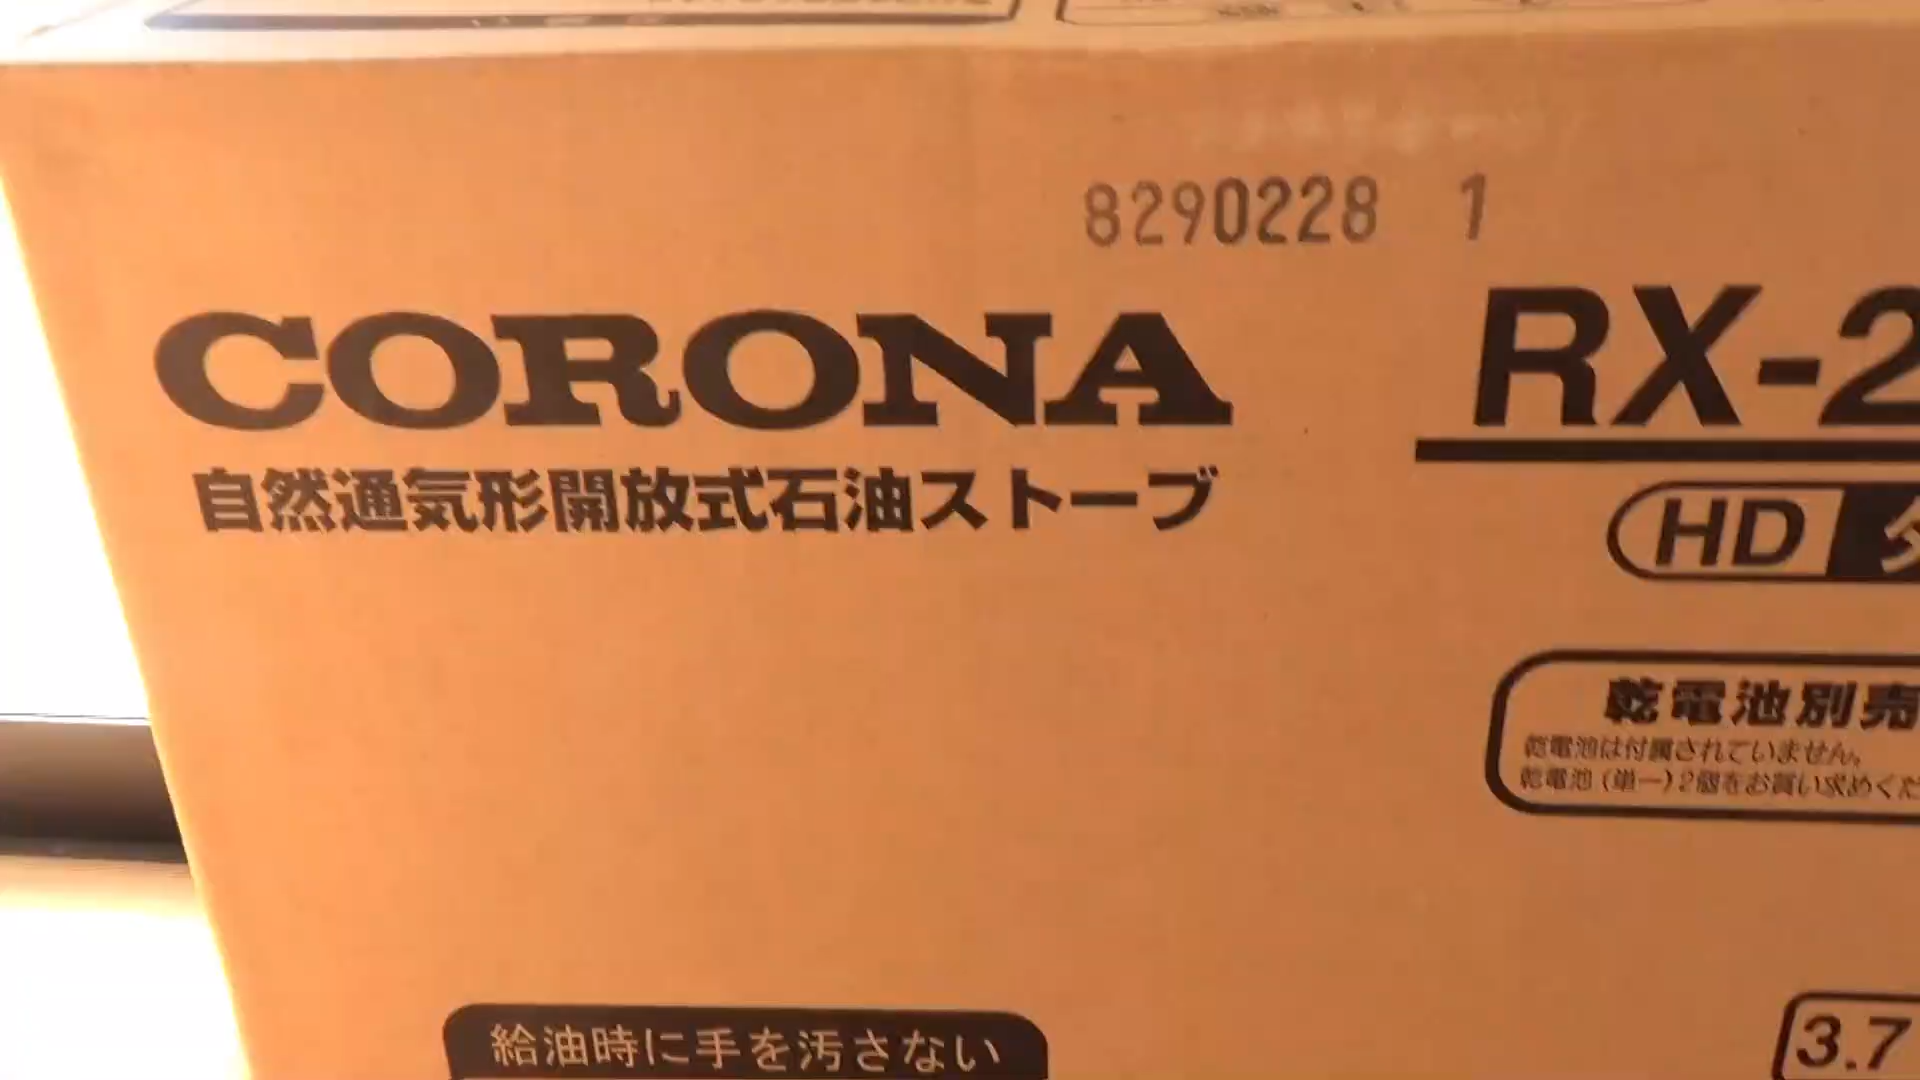 8290228 1
CORONA
RX-2
自然通気形開放式石油ストーブ
HD
乾電池別売
乾電池は付属されていません。
乾電池(単一)2個をお買い求めくだ
給油時に手を汚さない
3.7